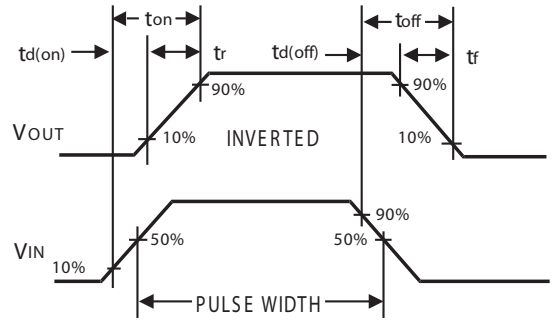 ton
toff
td(on)
tr
td(off)
tf
90%
90%
VOUT
10%
INVERTED
10%
90%
VIN
50%
50%
10%
PULSE WIDTH